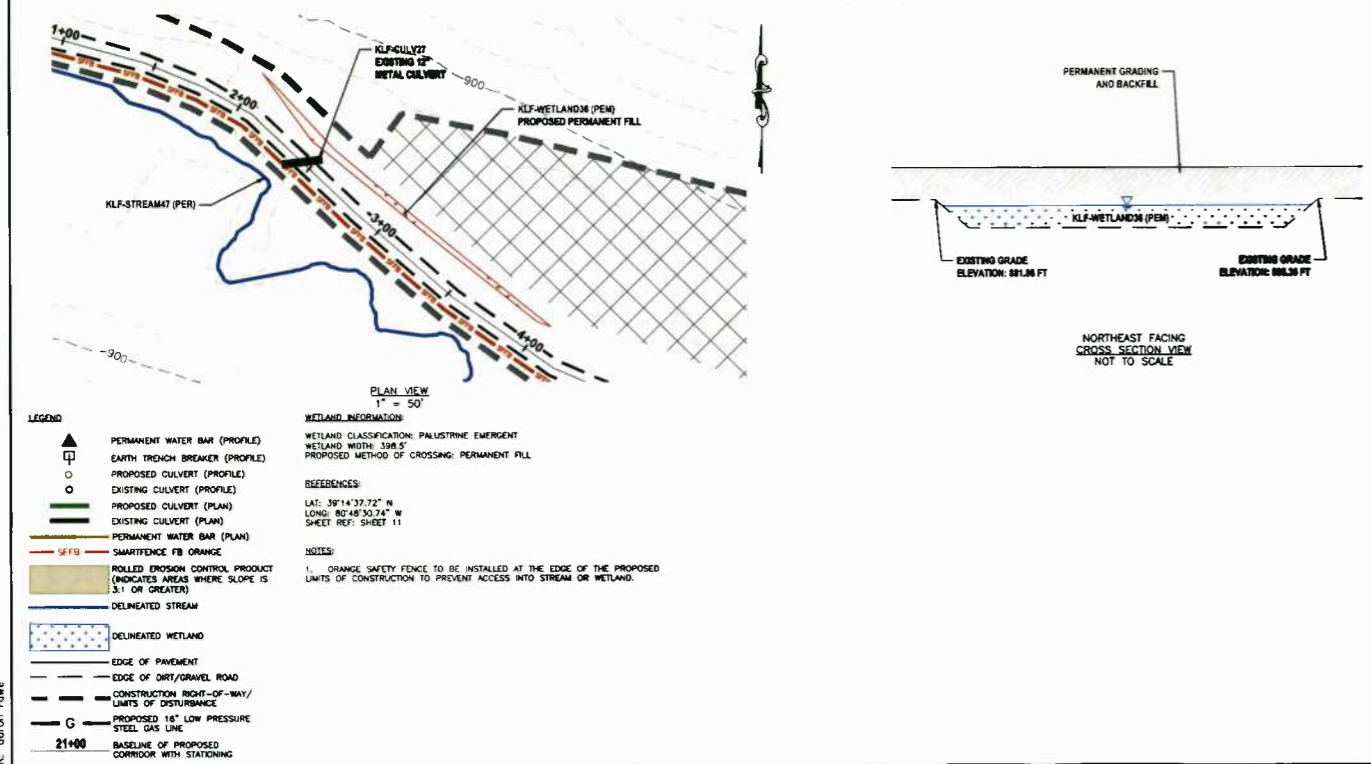 1+00
2+00
-3+00
4+00
KLF-CULV27
EXISTING 12"
METAL CULVERT
-900
KLF-WETLAND36 (PEM)
PROPOSED PERMANENT FILL
KLF-STREAM47 (PER)
-900
SFFB SFFB SFFB SFFB SFFB SFFB SFFB SFFB SFFB
PLAN VIEW
1" = 50'
PERMANENT GRADING
AND BACKFILL
KLF-WETLAND36 (PEM)
EXISTING GRADE
EXISTING GRADE
NORTHEAST FACING
CROSS SECTION VIEW
NOT TO SCALE
LEGEND
PERMANENT WATER BAR (PROFILE)
EARTH TRENCH BREAKER (PROFILE)
PROPOSED CULVERT (PROFILE)
EXISTING CULVERT (PROFILE)
PROPOSED CULVERT (PLAN)
EXISTING CULVERT (PLAN)
PERMANENT WATER BAR (PLAN)
SFFB SMARTFENCE FB ORANGE
ROLLED EROSION CONTROL PRODUCT
(INDICATES AREAS WHERE SLOPE IS
3:1 OR GREATER)
DELINEATED STREAM
DELINEATED WETLAND
EDGE OF PAVEMENT
EDGE OF DIRT/GRAVEL ROAD
CONSTRUCTION RIGHT-OF-WAY/
LIMITS OF DISTURBANCE
G PROPOSED 16" LOW PRESSURE
STEEL GAS LINE
21+00 BASELINE OF PROPOSED
CORRIDOR WITH STATIONING
WETLAND INFORMATION:
WETLAND CLASSIFICATION: PALUSTRINE EMERGENT
WETLAND WIDTH: 398.5'
PROPOSED METHOD OF CROSSING: PERMANENT FILL
REFERENCES:
LAT: 39°14'37.72" N
LONG: 80°48'30.74" W
SHEET REF: SHEET 11
NOTES:
1. ORANGE SAFETY FENCE TO BE INSTALLED AT THE EDGE OF THE PROPOSED
LIMITS OF CONSTRUCTION TO PREVENT ACCESS INTO STREAM OR WETLAND.